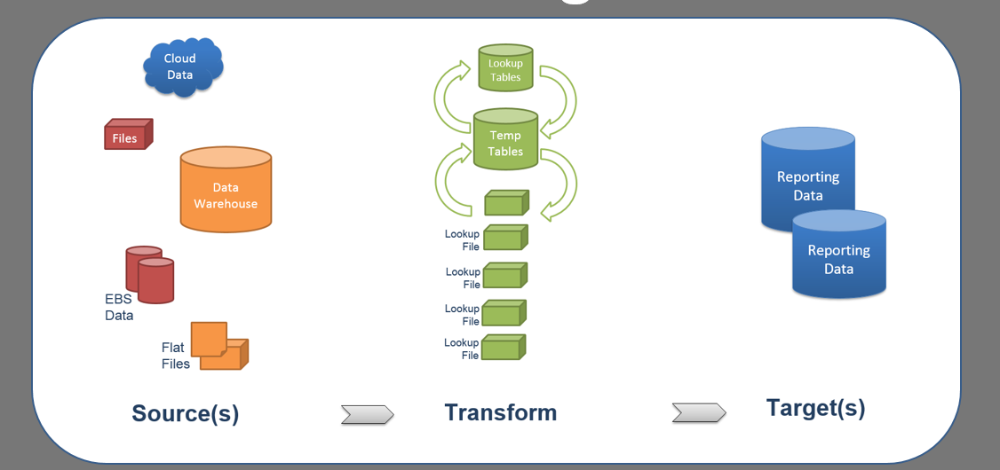 Cloud
Data
Files
Data
Warehouse
EBS
Data
Flat
Files
Source(s)
Lookup
Tables
Temp
Tables
Lookup
File
Lookup
File
Lookup
File
Lookup
File
Transform
Reporting
Data
Reporting
Data
Target(s)